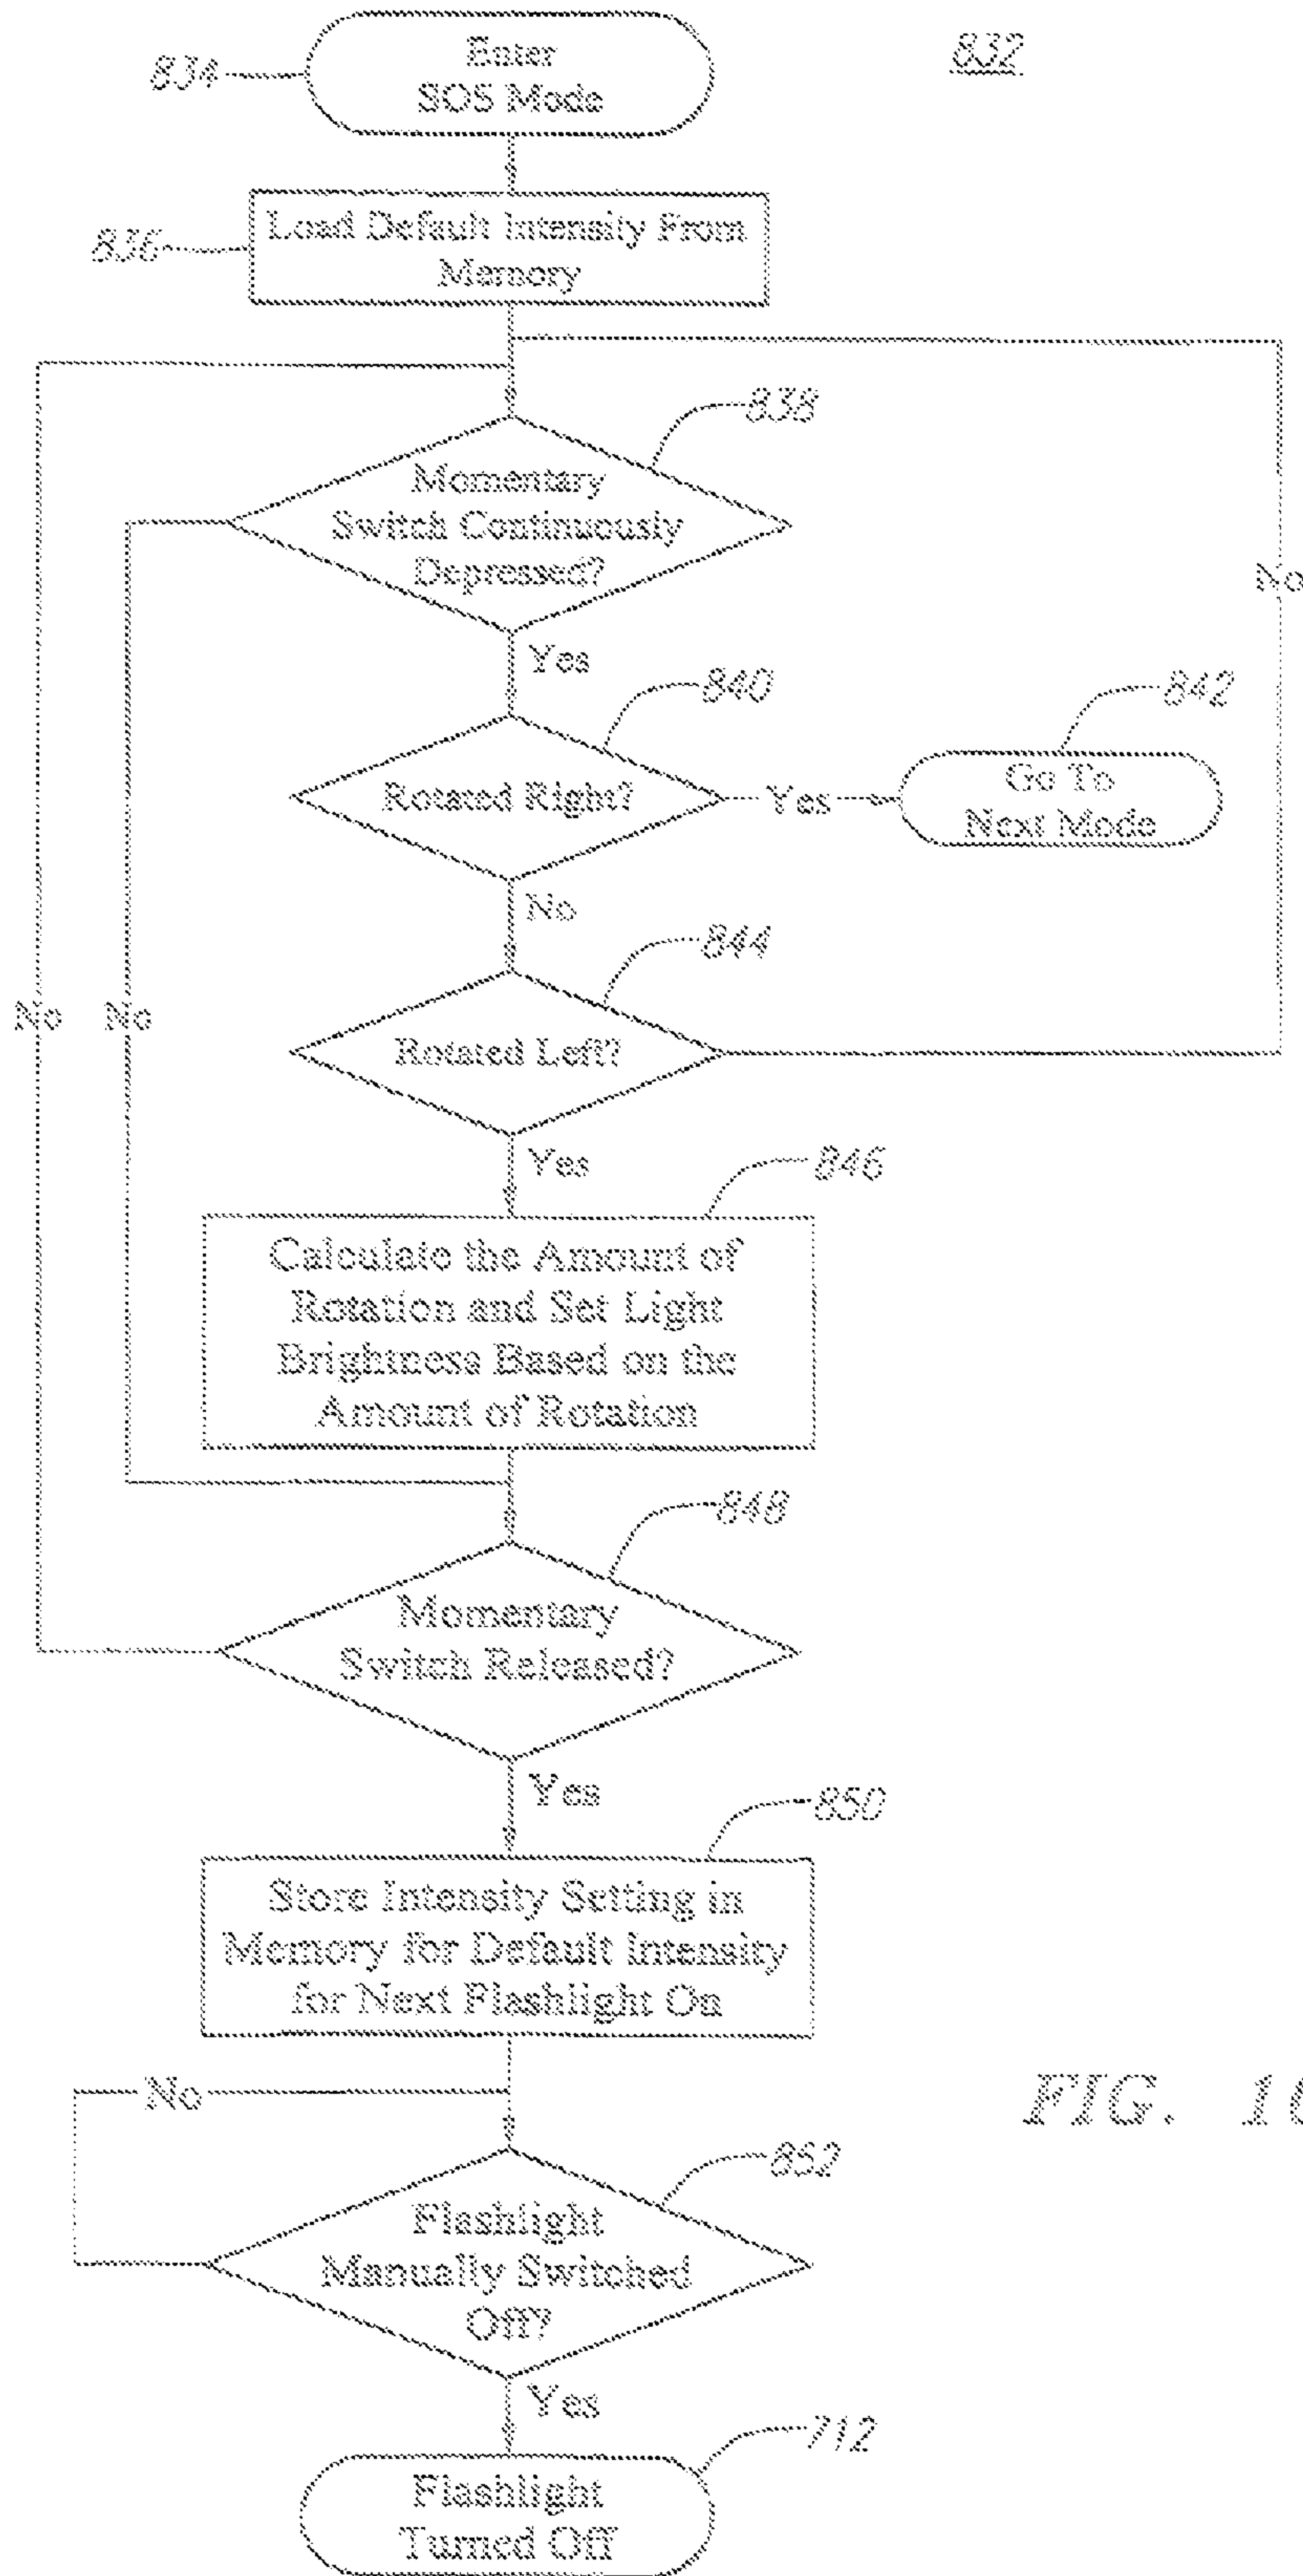 832
834
Enter
SOS Mode
836
Load Default Intensity From
Memory
838
Momentary
Switch Continuously
Depressed?
No
Yes
840
842
Rotated Right?
Yes
Go To
Next Mode
No
844
No
No
Rotated Left?
Yes
846
Calculate the Amount of
Rotation and Set Light
Brightness Based on the
Amount of Rotation
848
Momentary
Switch Released?
Yes
850
Store Intensity Setting in
Memory for Default Intensity
for Next Flashlight On
No
852
Flashlight
Manually Switched
Off?
Yes
712
Flashlight
Turned Off
FIG.